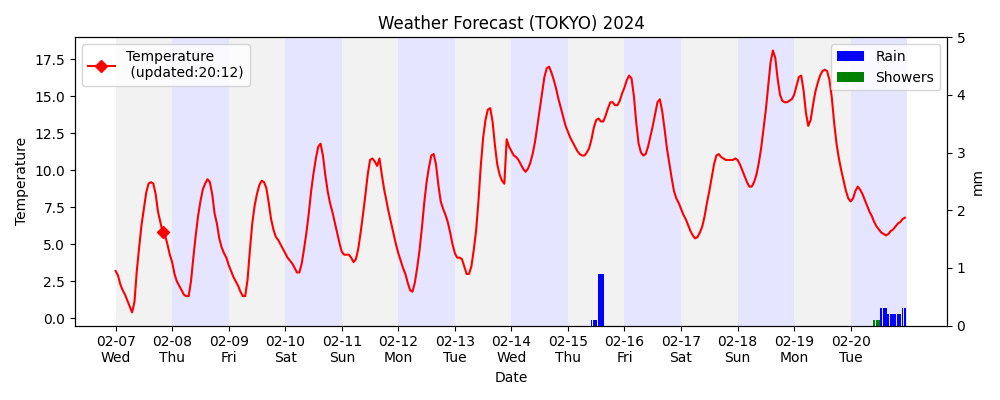 Weather Forecast (TOKYO) 2024
Temperature
(updated:20:12)
Rain
Showers
Temperature
17.5
15.0
12.5
10.0
7.5
5.0
2.5
0.0
5
4
3
2
1
0
mm
02-07 02-08 02-09 02-10 02-11 02-12 02-13 02-14 02-15 02-16 02-17 02-18 02-19 02-20
Wed Thu Fri Sat Sun Mon Tue Wed Thu Fri Sat Sun Mon Tue
Date